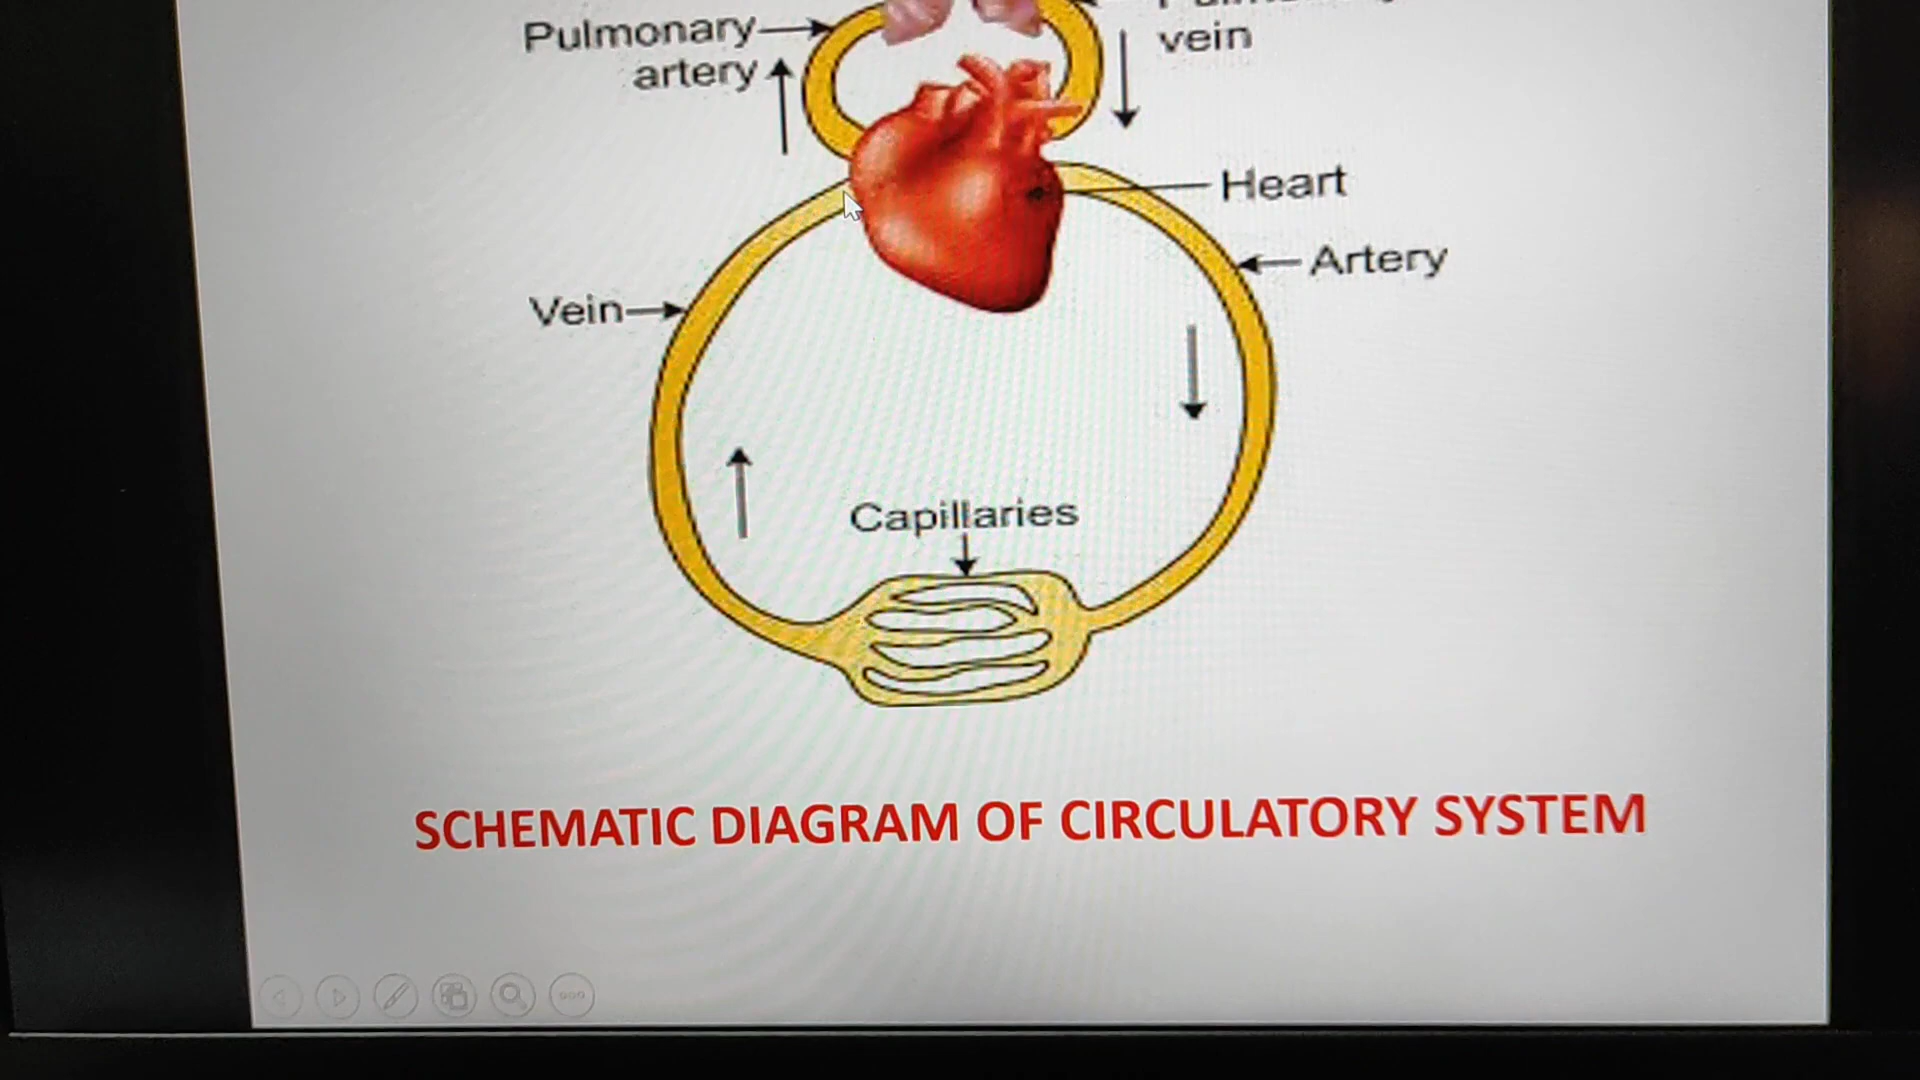 Pulmonary
artery
vein
Heart
Artery
Vein
Capillaries
SCHEMATIC DIAGRAM OF CIRCULATORY SYSTEM